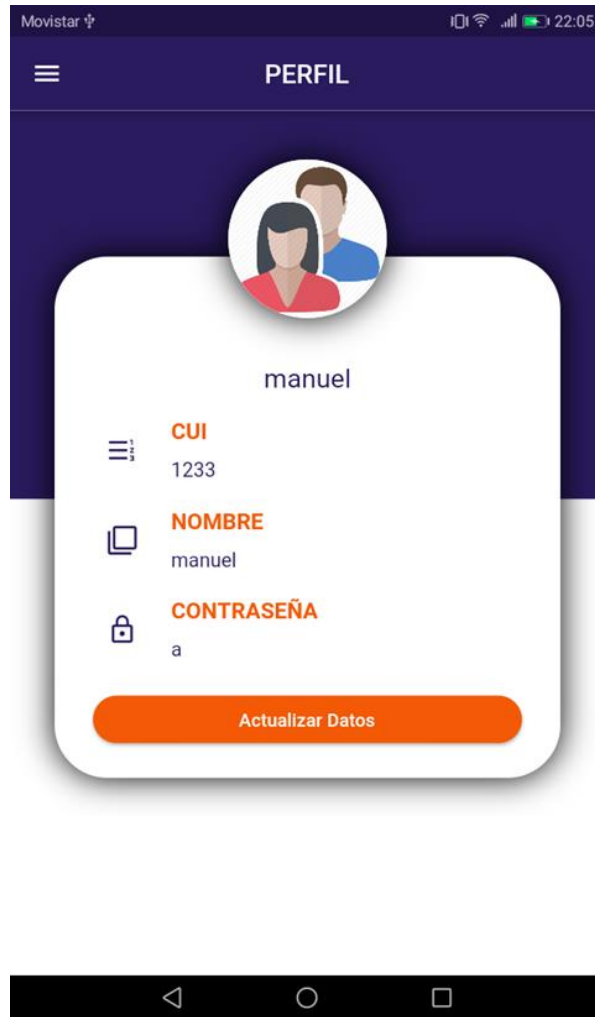 Movistar 22:05
PERFIL
manuel
CUI
1233
NOMBRE
manuel
CONTRASEÑA
a
Actualizar Datos